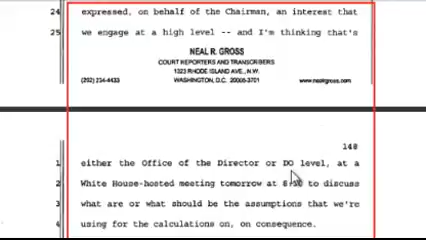 24 expressed, on behalf of the Chairman, an interest that
25 we engage at a high level -- and I'm thinking that's
NEAL R. GROSS
COURT REPORTERS AND TRANSCRIBERS
1323 RHODE ISLAND AVE., N.W.
(202) 234-4433 WASHINGTON, D.C. 20005-3701 www.nealrgross.com
148
1 either the Office of the Director or DO level, at a
2 White House-hosted meeting tomorrow at to discuss
3 what are or what should be the assumptions that we're
4 using for the calculations on, on consequence.